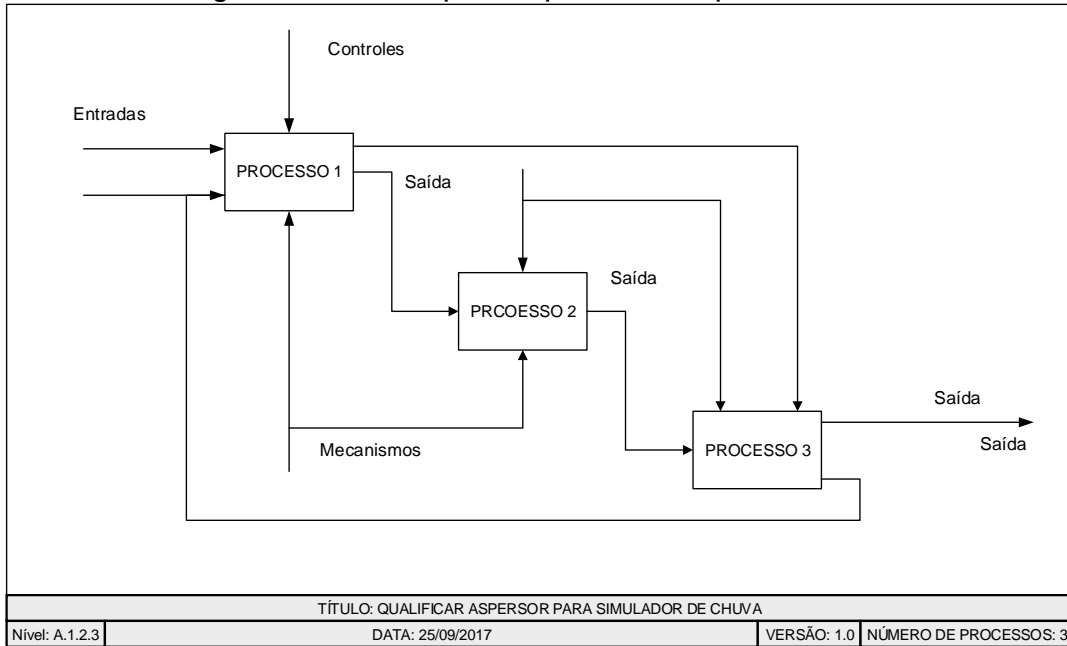 Controles
Entradas
PROCESSO 1
Saída
Saída
PRCOESSO 2
Mecanismos
Saída
PROCESSO 3
Saída
TÍTULO: QUALIFICAR ASPERSOR PARA SIMULADOR DE CHUVA
Nível: A.1.2.3 DATA: 25/09/2017 VERSÃO: 1.0 NÚMERO DE PROCESSOS: 3